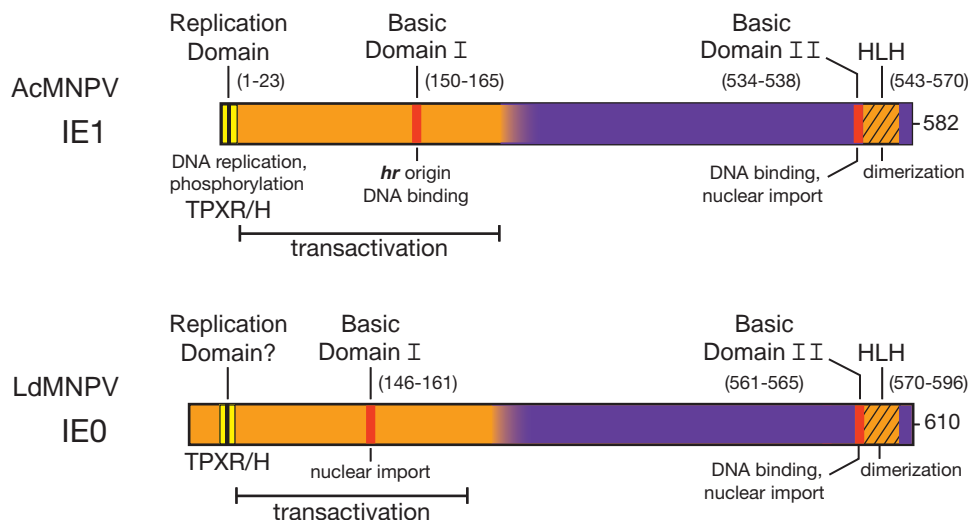 Replication
Domain
(1-23)
Basic
Domain I
(150-165)
Basic
Domain II
(534-538)
HLH
(543-570)
AcMNPV
IE1
582
DNA replication,
phosphorylation
TPXR/H
hr origin
DNA binding
DNA binding,
nuclear import
dimerization
transactivation
Replication
Domain?
Basic
Domain I
(146-161)
Basic
Domain II
(561-565)
HLH
(570-596)
LdMNPV
IE0
610
TPXR/H
nuclear import
DNA binding,
nuclear import
dimerization
transactivation